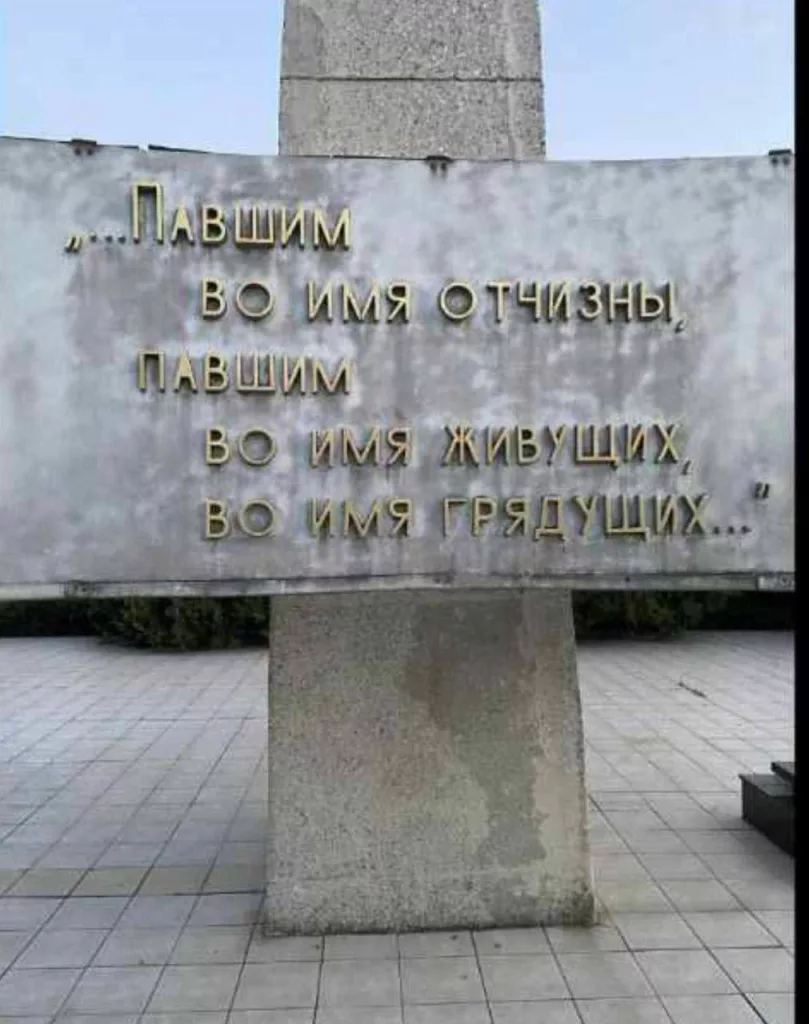 „...Павшим
во имя отчизны,
павшим
во имя живущих,
во имя грядущих..."